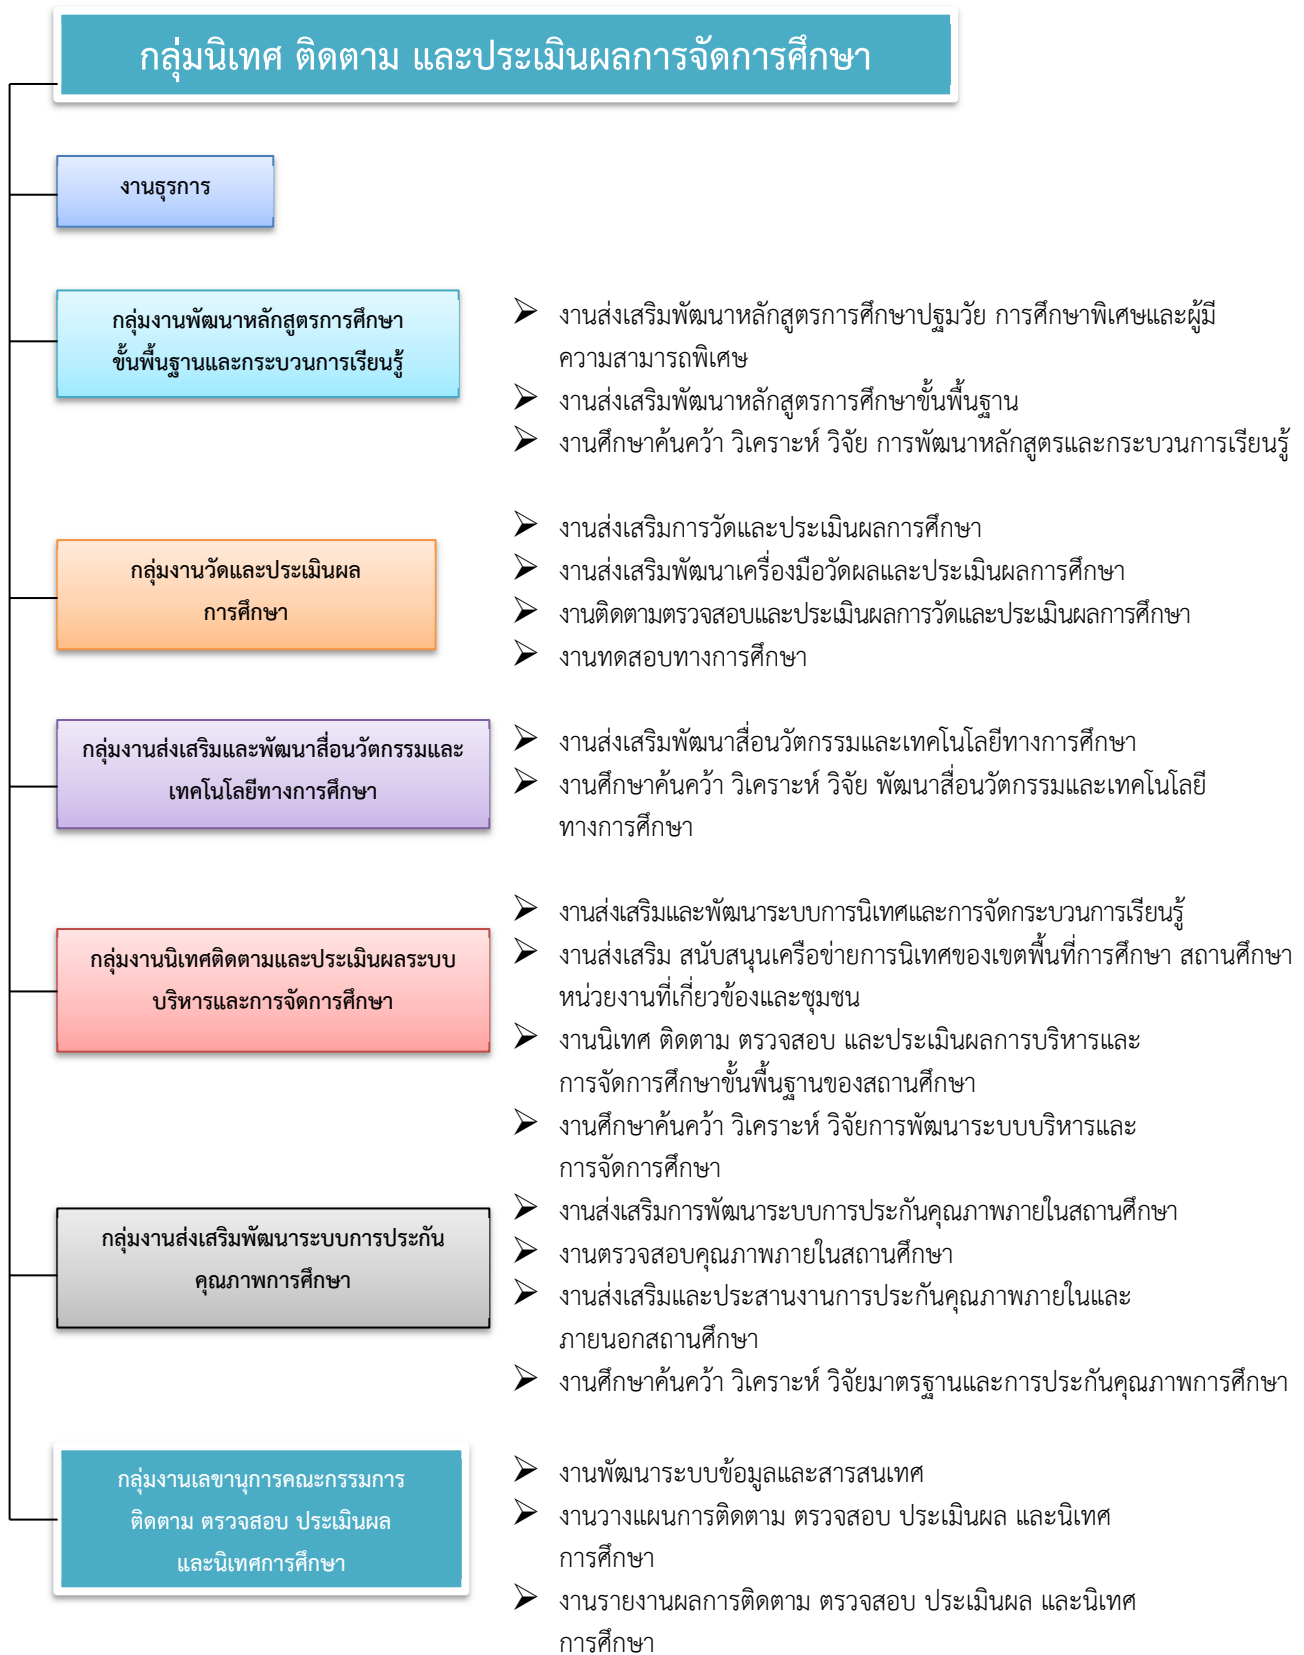 กลุ่มนิเทศ ติดตาม และประเมินผลการจัดการศึกษา
งานธุรการ
กลุ่มงานพัฒนาหลักสูตรการศึกษา
ขั้นพื้นฐานและกระบวนการเรียนรู้
งานส่งเสริมพัฒนาหลักสูตรการศึกษาปฐมวัย การศึกษาพิเศษและผู้มี
ความสามารถพิเศษ
งานส่งเสริมพัฒนาหลักสูตรการศึกษาขั้นพื้นฐาน
งานศึกษาค้นคว้า วิเคราะห์ วิจัย การพัฒนาหลักสูตรและกระบวนการเรียนรู้
กลุ่มงานวัดและประเมินผล
การศึกษา
งานส่งเสริมการวัดและประเมินผลการศึกษา
งานส่งเสริมพัฒนาเครื่องมือวัดผลและประเมินผลการศึกษา
งานติดตามตรวจสอบและประเมินผลการวัดและประเมินผลการศึกษา
งานทดสอบทางการศึกษา
กลุ่มงานส่งเสริมและพัฒนาสื่อนวัตกรรมและ
เทคโนโลยีทางการศึกษา
งานส่งเสริมพัฒนาสื่อนวัตกรรมและเทคโนโลยีทางการศึกษา
งานศึกษาค้นคว้า วิเคราะห์ วิจัย พัฒนาสื่อนวัตกรรมและเทคโนโลยี
ทางการศึกษา
กลุ่มงานนิเทศติดตามและประเมินผลระบบ
บริหารและการจัดการศึกษา
งานส่งเสริมและพัฒนาระบบการนิเทศและการจัดกระบวนการเรียนรู้
งานส่งเสริม สนับสนุนเครือข่ายการนิเทศของเขตพื้นที่การศึกษา สถานศึกษา
หน่วยงานที่เกี่ยวข้องและชุมชน
งานนิเทศ ติดตาม ตรวจสอบ และประเมินผลการบริหารและ
การจัดการศึกษาขั้นพื้นฐานของสถานศึกษา
งานศึกษาค้นคว้า วิเคราะห์ วิจัยการพัฒนาระบบบริหารและ
การจัดการศึกษา
กลุ่มงานส่งเสริมพัฒนาระบบการประกัน
คุณภาพการศึกษา
งานส่งเสริมการพัฒนาระบบการประกันคุณภาพภายในสถานศึกษา
งานตรวจสอบคุณภาพภายในสถานศึกษา
งานส่งเสริมและประสานงานการประกันคุณภาพภายในและ
ภายนอกสถานศึกษา
งานศึกษาค้นคว้า วิเคราะห์ วิจัยมาตรฐานและการประกันคุณภาพการศึกษา
กลุ่มงานเลขานุการคณะกรรมการ
ติดตาม ตรวจสอบ ประเมินผล
และนิเทศการศึกษา
งานพัฒนาระบบข้อมูลและสารสนเทศ
งานวางแผนการติดตาม ตรวจสอบ ประเมินผล และนิเทศ
การศึกษา
งานรายงานผลการติดตาม ตรวจสอบ ประเมินผล และนิเทศ
การศึกษา